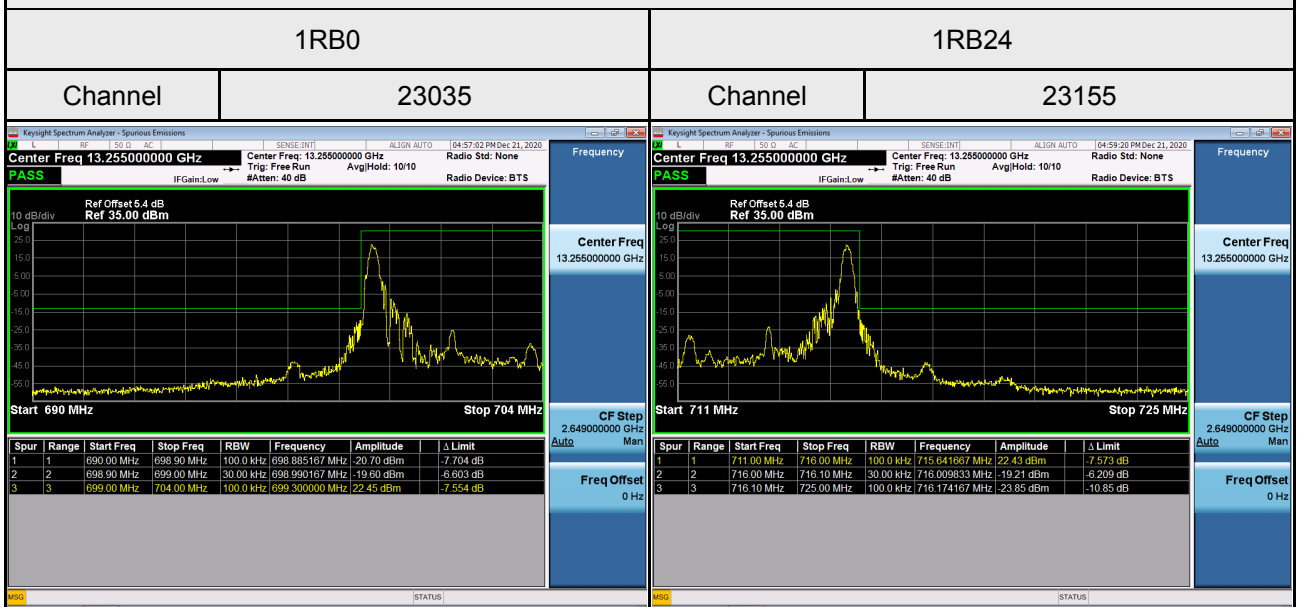 1RB0
1RB24
Channel
23035
Channel
23155
Keysight Spectrum Analyzer - Spurious Emissions
L RF 50 Ω AC SENSE:INT ALIGN AUTO 04:57:02 PM Dec 21, 2020
Center Freq 13.255000000 GHz
Center Freq: 13.255000000 GHz
Radio Std: None
Trig: Free Run Avg|Hold: 10/10
PASS
IFGain:Low
#Atten: 40 dB
Radio Device: BTS
Frequency
Ref Offset 5.4 dB
10 dB/div Ref 35.00 dBm
Log
25.0
15.0
5.00
-5.00
-15.0
-25.0
-35.0
-45.0
-55.0
Start 690 MHz
Stop 704 MHz
Center Freq
13.255000000 GHz
CF Step
2.649000000 GHz
Auto Man
Freq Offset
0 Hz
Spur Range Start Freq Stop Freq RBW Frequency Amplitude Δ Limit
1 1 690.00 MHz 698.90 MHz 100.0 kHz 698.885167 MHz -20.70 dBm -7.704 dB
2 2 698.90 MHz 699.00 MHz 30.00 kHz 698.990167 MHz -19.60 dBm -6.603 dB
3 3 699.00 MHz 704.00 MHz 100.0 kHz 699.300000 MHz 22.45 dBm -7.554 dB
MSG
STATUS
Keysight Spectrum Analyzer - Spurious Emissions
L RF 50 Ω AC SENSE:INT ALIGN AUTO 04:59:20 PM Dec 21, 2020
Center Freq 13.255000000 GHz
Center Freq: 13.255000000 GHz
Radio Std: None
Trig: Free Run Avg|Hold: 10/10
PASS
IFGain:Low
#Atten: 40 dB
Radio Device: BTS
Frequency
Ref Offset 5.4 dB
10 dB/div Ref 35.00 dBm
Log
25.0
15.0
5.00
-5.00
-15.0
-25.0
-35.0
-45.0
-55.0
Start 711 MHz
Stop 725 MHz
Center Freq
13.255000000 GHz
CF Step
2.649000000 GHz
Auto Man
Freq Offset
0 Hz
Spur Range Start Freq Stop Freq RBW Frequency Amplitude Δ Limit
1 1 711.00 MHz 716.00 MHz 100.0 kHz 715.641667 MHz 22.43 dBm -7.573 dB
2 2 716.00 MHz 716.10 MHz 30.00 kHz 716.009833 MHz -19.21 dBm -6.209 dB
3 3 716.10 MHz 725.00 MHz 100.0 kHz 716.174167 MHz -23.85 dBm -10.85 dB
MSG
STATUS